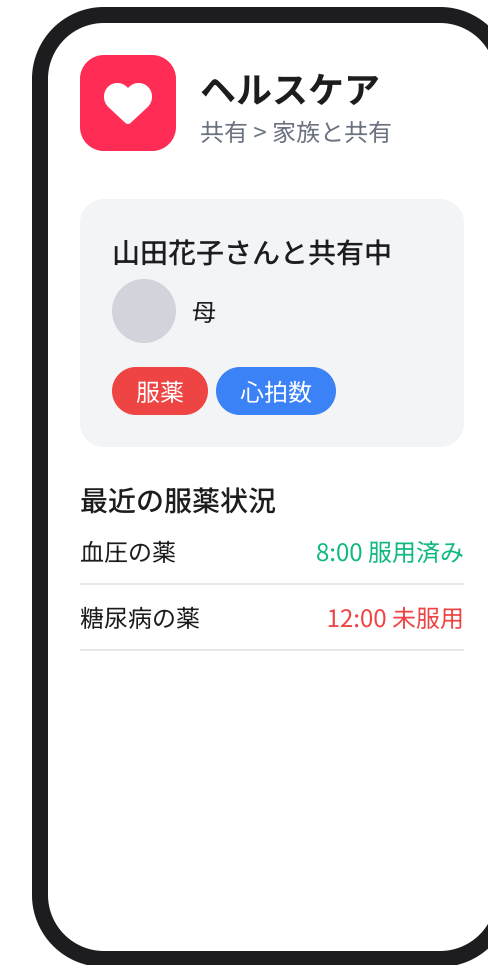 ヘルスケア
共有 > 家族と共有
山田花子さんと共有中
母
服薬 心拍数
最近の服薬状況
血圧の薬 8:00 服用済み
糖尿病の薬 12:00 未服用